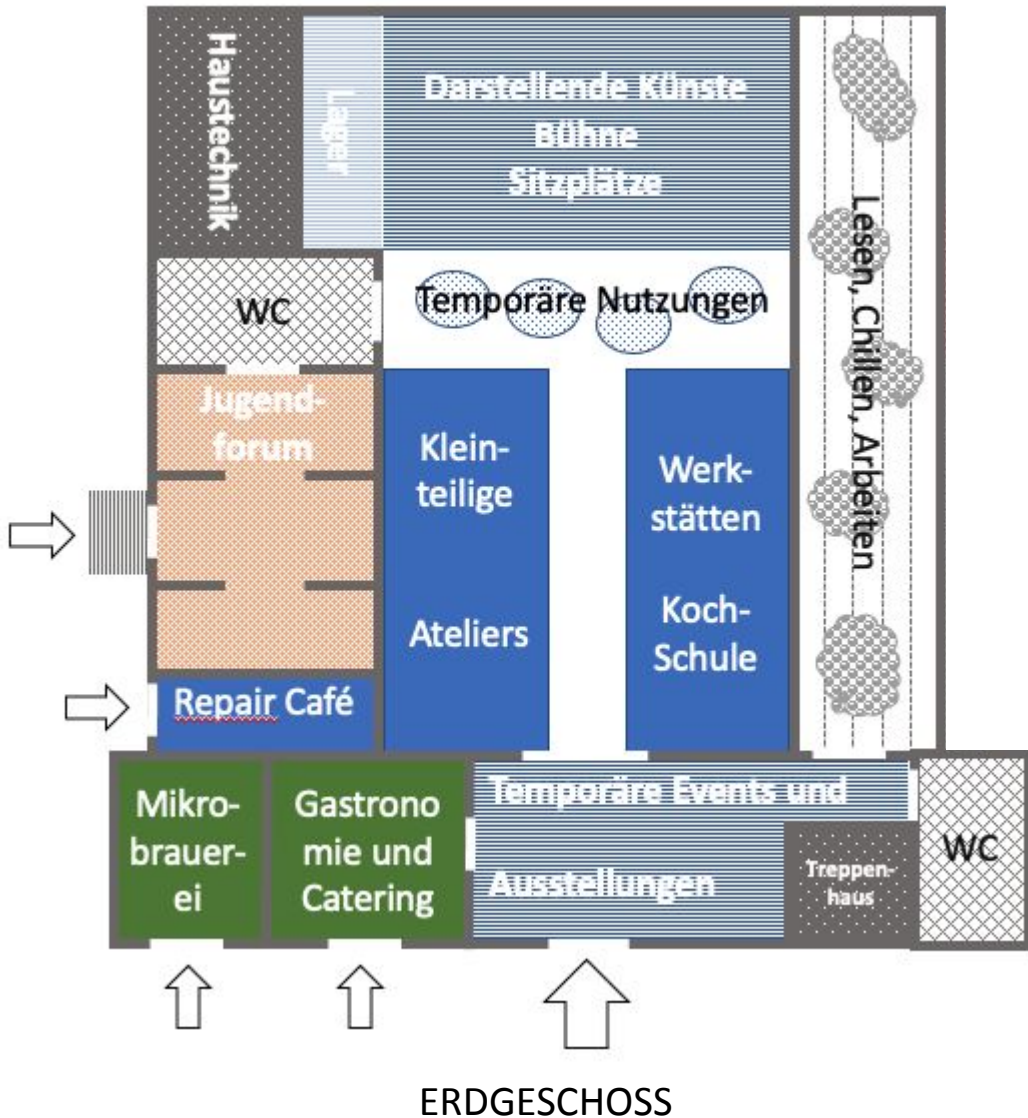 Haustechnik
Lager
Darstellende Künste
Bühne
Sitzplätze
Lesen, Chillen, Arbeiten
WC
Temporäre Nutzungen
Jugend-
forum
Klein-
teilige
Ateliers
Werk-
stätten
Koch-
Schule
Repair Café
Mikro-
brauer-
ei
Gastrono
mie und
Catering
Temporäre Events und
Ausstellungen
Treppen-
haus
WC
ERDGESCHOSS